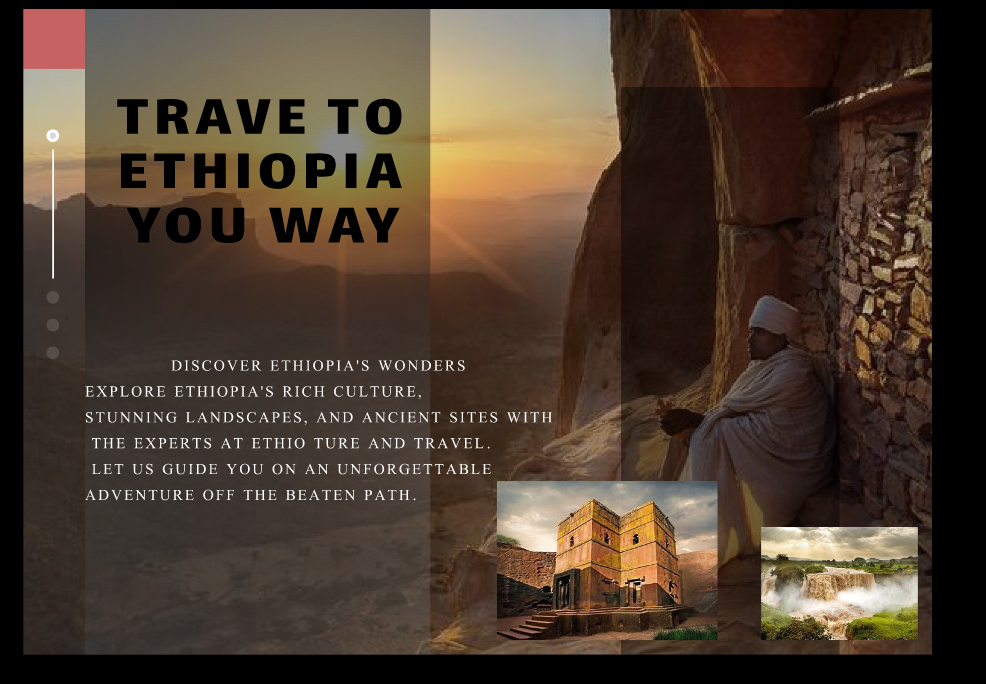 TRAVE TO
ETHIOPIA
YOU WAY
DISCOVER ETHIOPIA'S WONDERS
EXPLORE ETHIOPIA'S RICH CULTURE,
STUNNING LANDSCAPES, AND ANCIENT SITES WITH
THE EXPERTS AT ETHIO TURE AND TRAVEL.
LET US GUIDE YOU ON AN UNFORGETTABLE
ADVENTURE OFF THE BEATEN PATH.